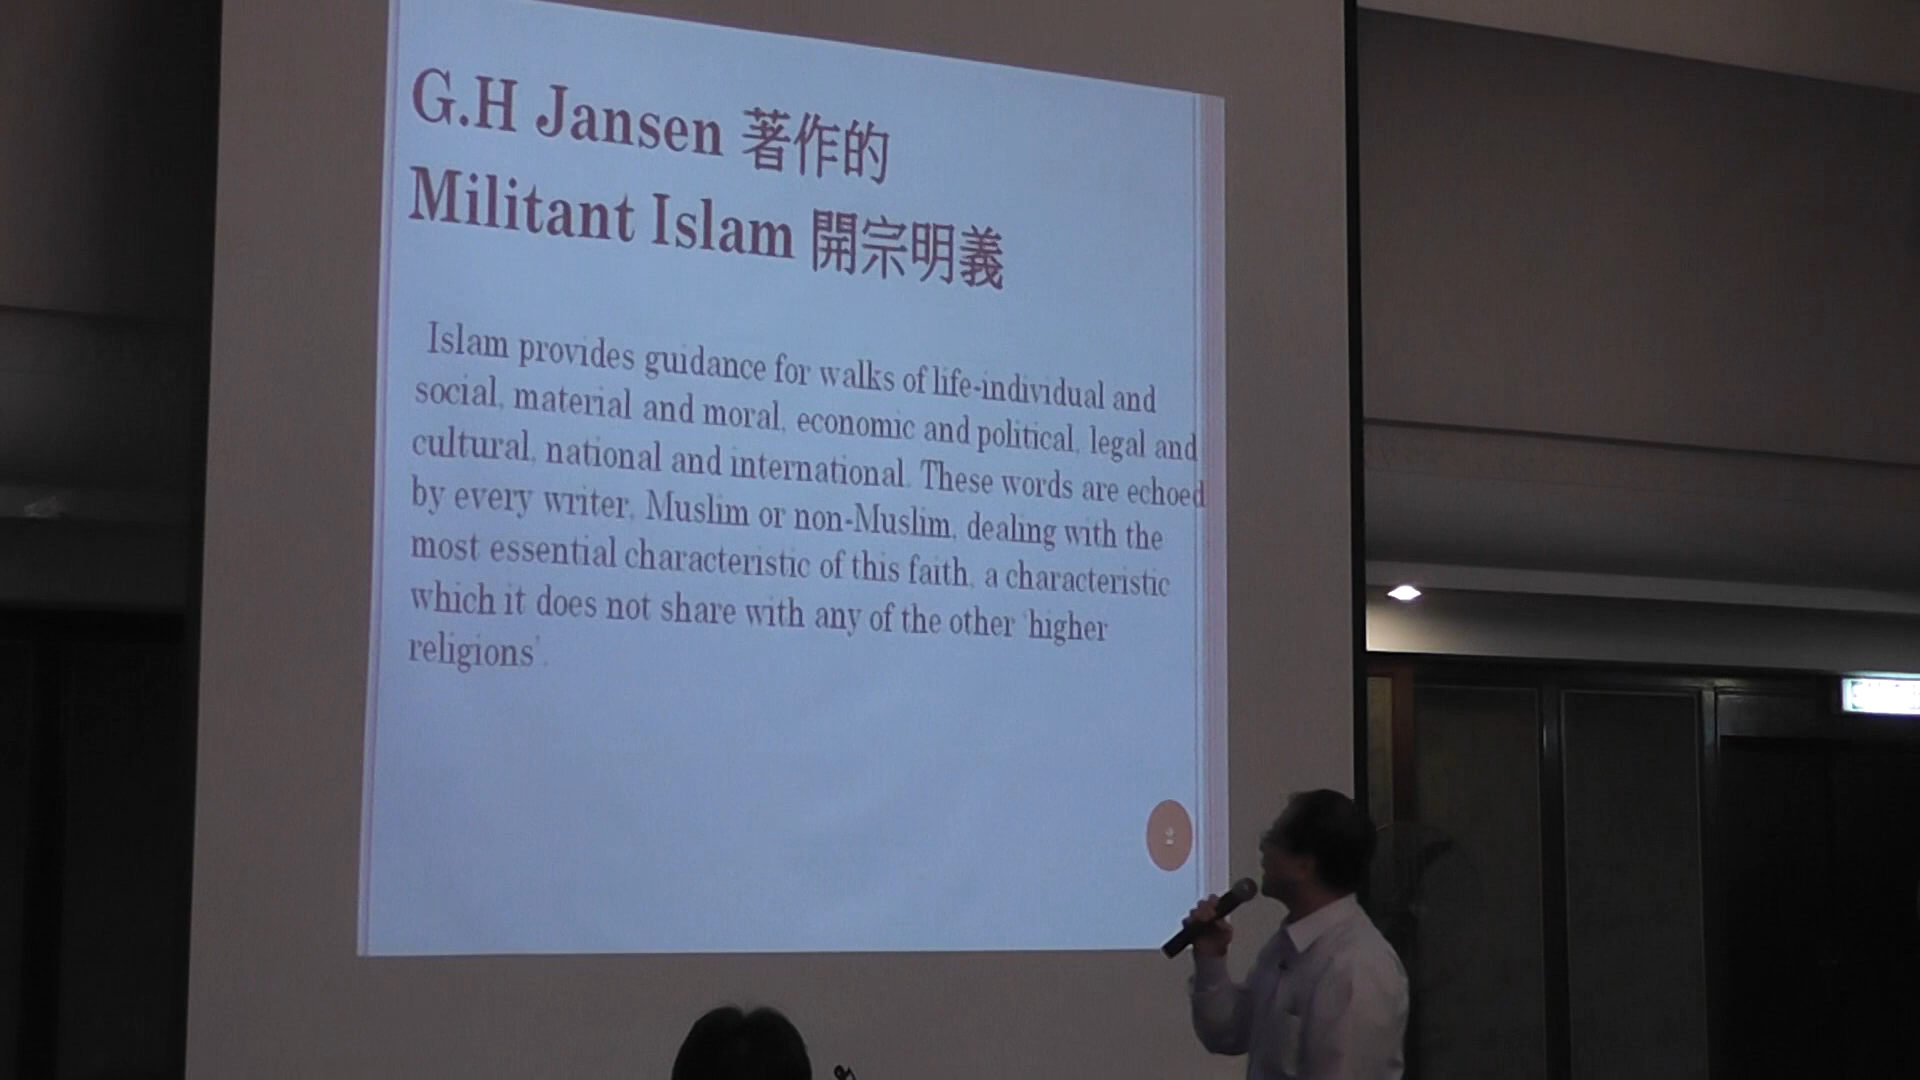 G.H Jansen 著作的
Militant Islam 開宗明義
Islam provides guidance for walks of life-individual and
social, material and moral, economic and political, legal and
cultural, national and international. These words are echoed
by every writer, Muslim or non-Muslim, dealing with the
most essential characteristic of this faith, a characteristic
which it does not share with any of the other 'higher
religions'.